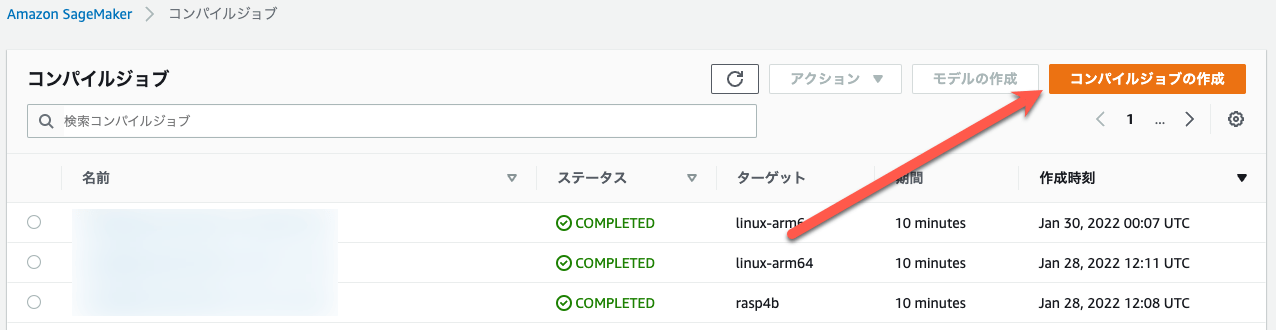 Amazon SageMaker > コンパイルジョブ
コンパイルジョブ アクション モデルの作成 コンパイルジョブの作成
検索コンパイルジョブ 1 ...
名前 ステータス ターゲット 期間 作成時刻
COMPLETED linux-arm6 10 minutes Jan 30, 2022 00:07 UTC
COMPLETED linux-arm64 10 minutes Jan 28, 2022 12:11 UTC
COMPLETED rasp4b 10 minutes Jan 28, 2022 12:08 UTC